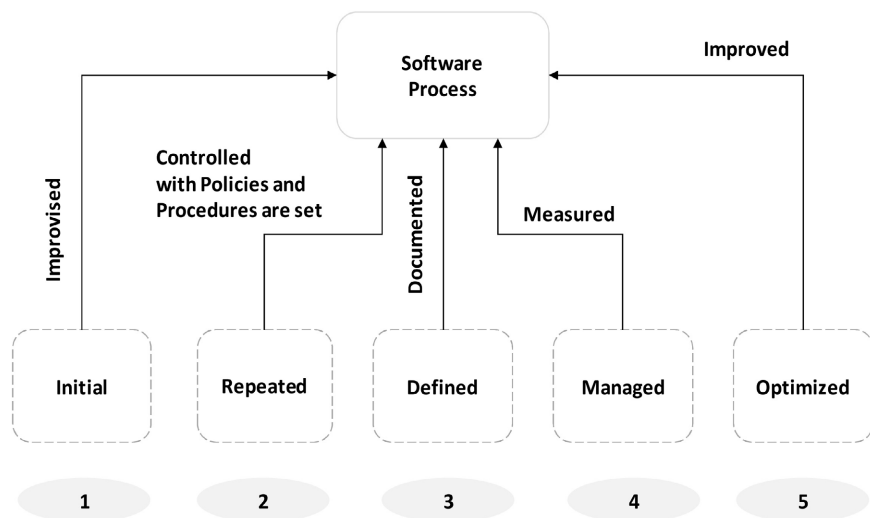 Software
Process
Improved
Improvised
Controlled
with Policies and
Procedures are set
Documented
Measured
Initial
Repeated
Defined
Managed
Optimized
1
2
3
4
5